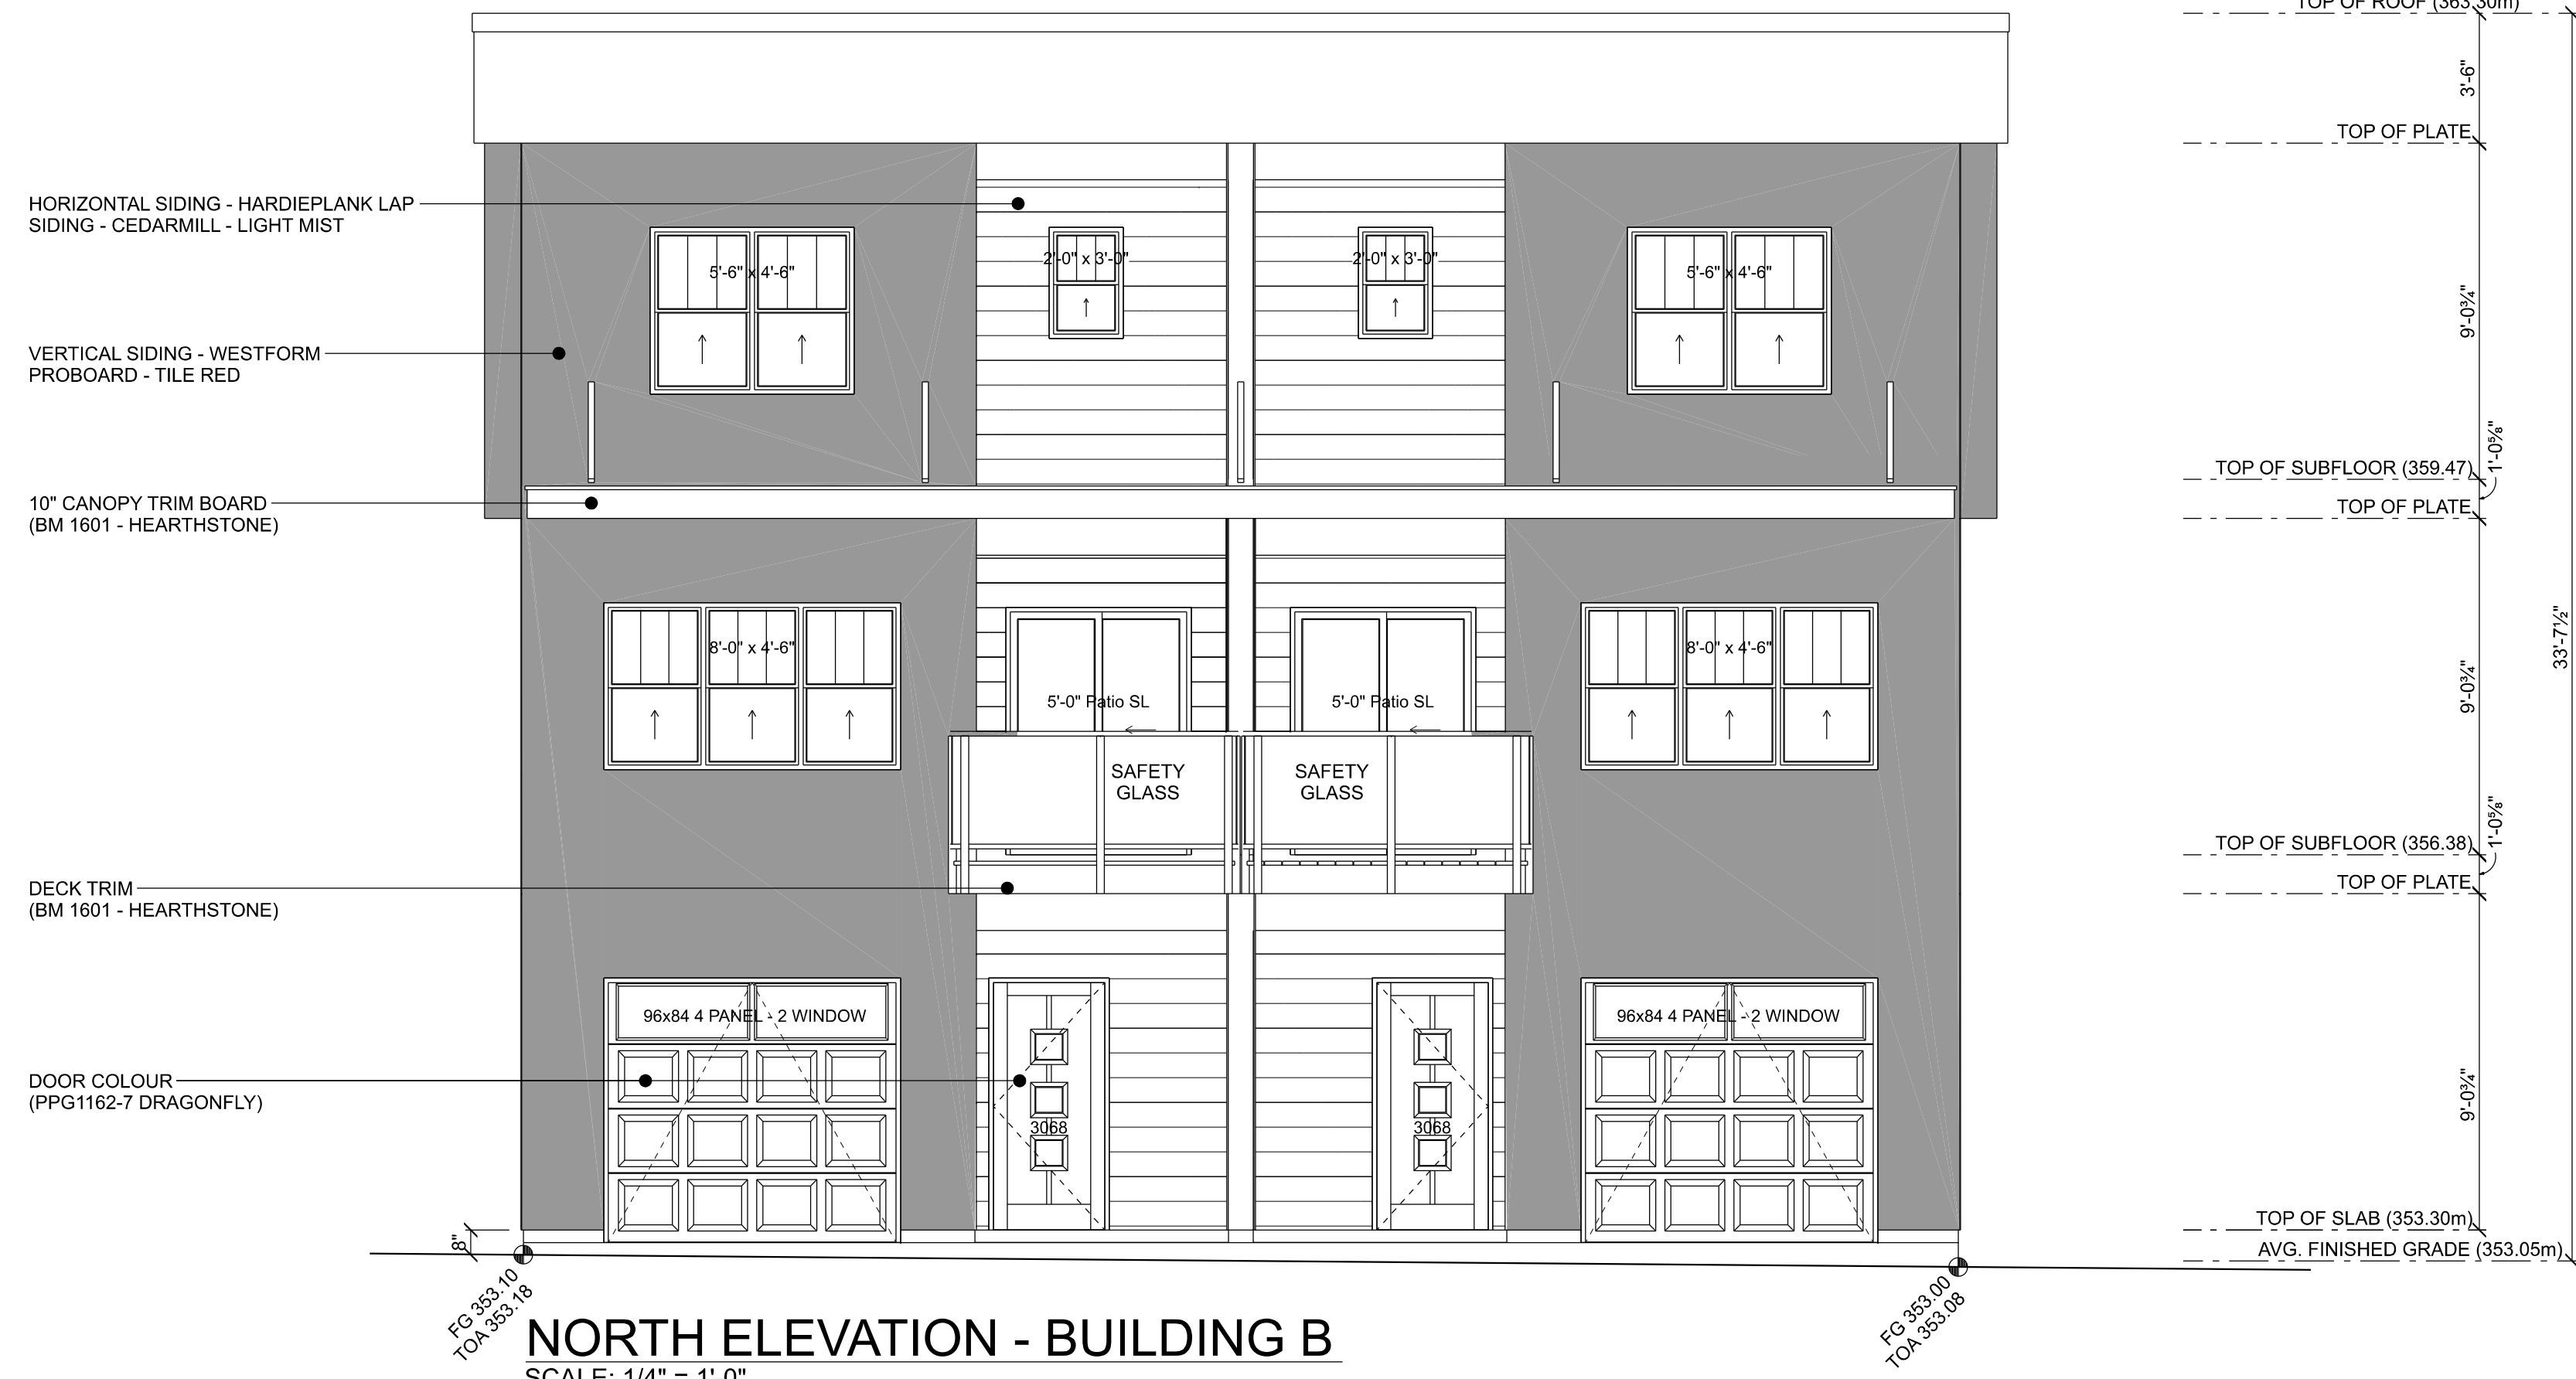 TOP OF ROOF (363.30m)
3'-6"
TOP OF PLATE
HORIZONTAL SIDING - HARDIEPLANK LAP
SIDING - CEDARMILL - LIGHT MIST
5'-6" x 4'-6"
2'-0" x 3'-0"
2'-0" x 3'-0"
5'-6" x 4'-6"
9'-0¾"
VERTICAL SIDING - WESTFORM
PROBOARD - TILE RED
1'-0⅝"
TOP OF SUBFLOOR (359.47)
10" CANOPY TRIM BOARD
(BM 1601 - HEARTHSTONE)
TOP OF PLATE
8'-0" x 4'-6"
8'-0" x 4'-6"
33'-7½"
9'-0¾"
5'-0" Patio SL
5'-0" Patio SL
SAFETY
GLASS
SAFETY
GLASS
1'-0⅝"
TOP OF SUBFLOOR (356.38)
DECK TRIM
(BM 1601 - HEARTHSTONE)
TOP OF PLATE
96x84 4 PANEL - 2 WINDOW
96x84 4 PANEL - 2 WINDOW
DOOR COLOUR
(PPG1162-7 DRAGONFLY)
3068
3068
9'-0¾"
TOP OF SLAB (353.30m)
8"
AVG. FINISHED GRADE (353.05m)
FG 353.10
TOA 353.18
FG 353.00
TOA 353.08
NORTH ELEVATION - BUILDING B
SCALE: 1/4" = 1'-0"